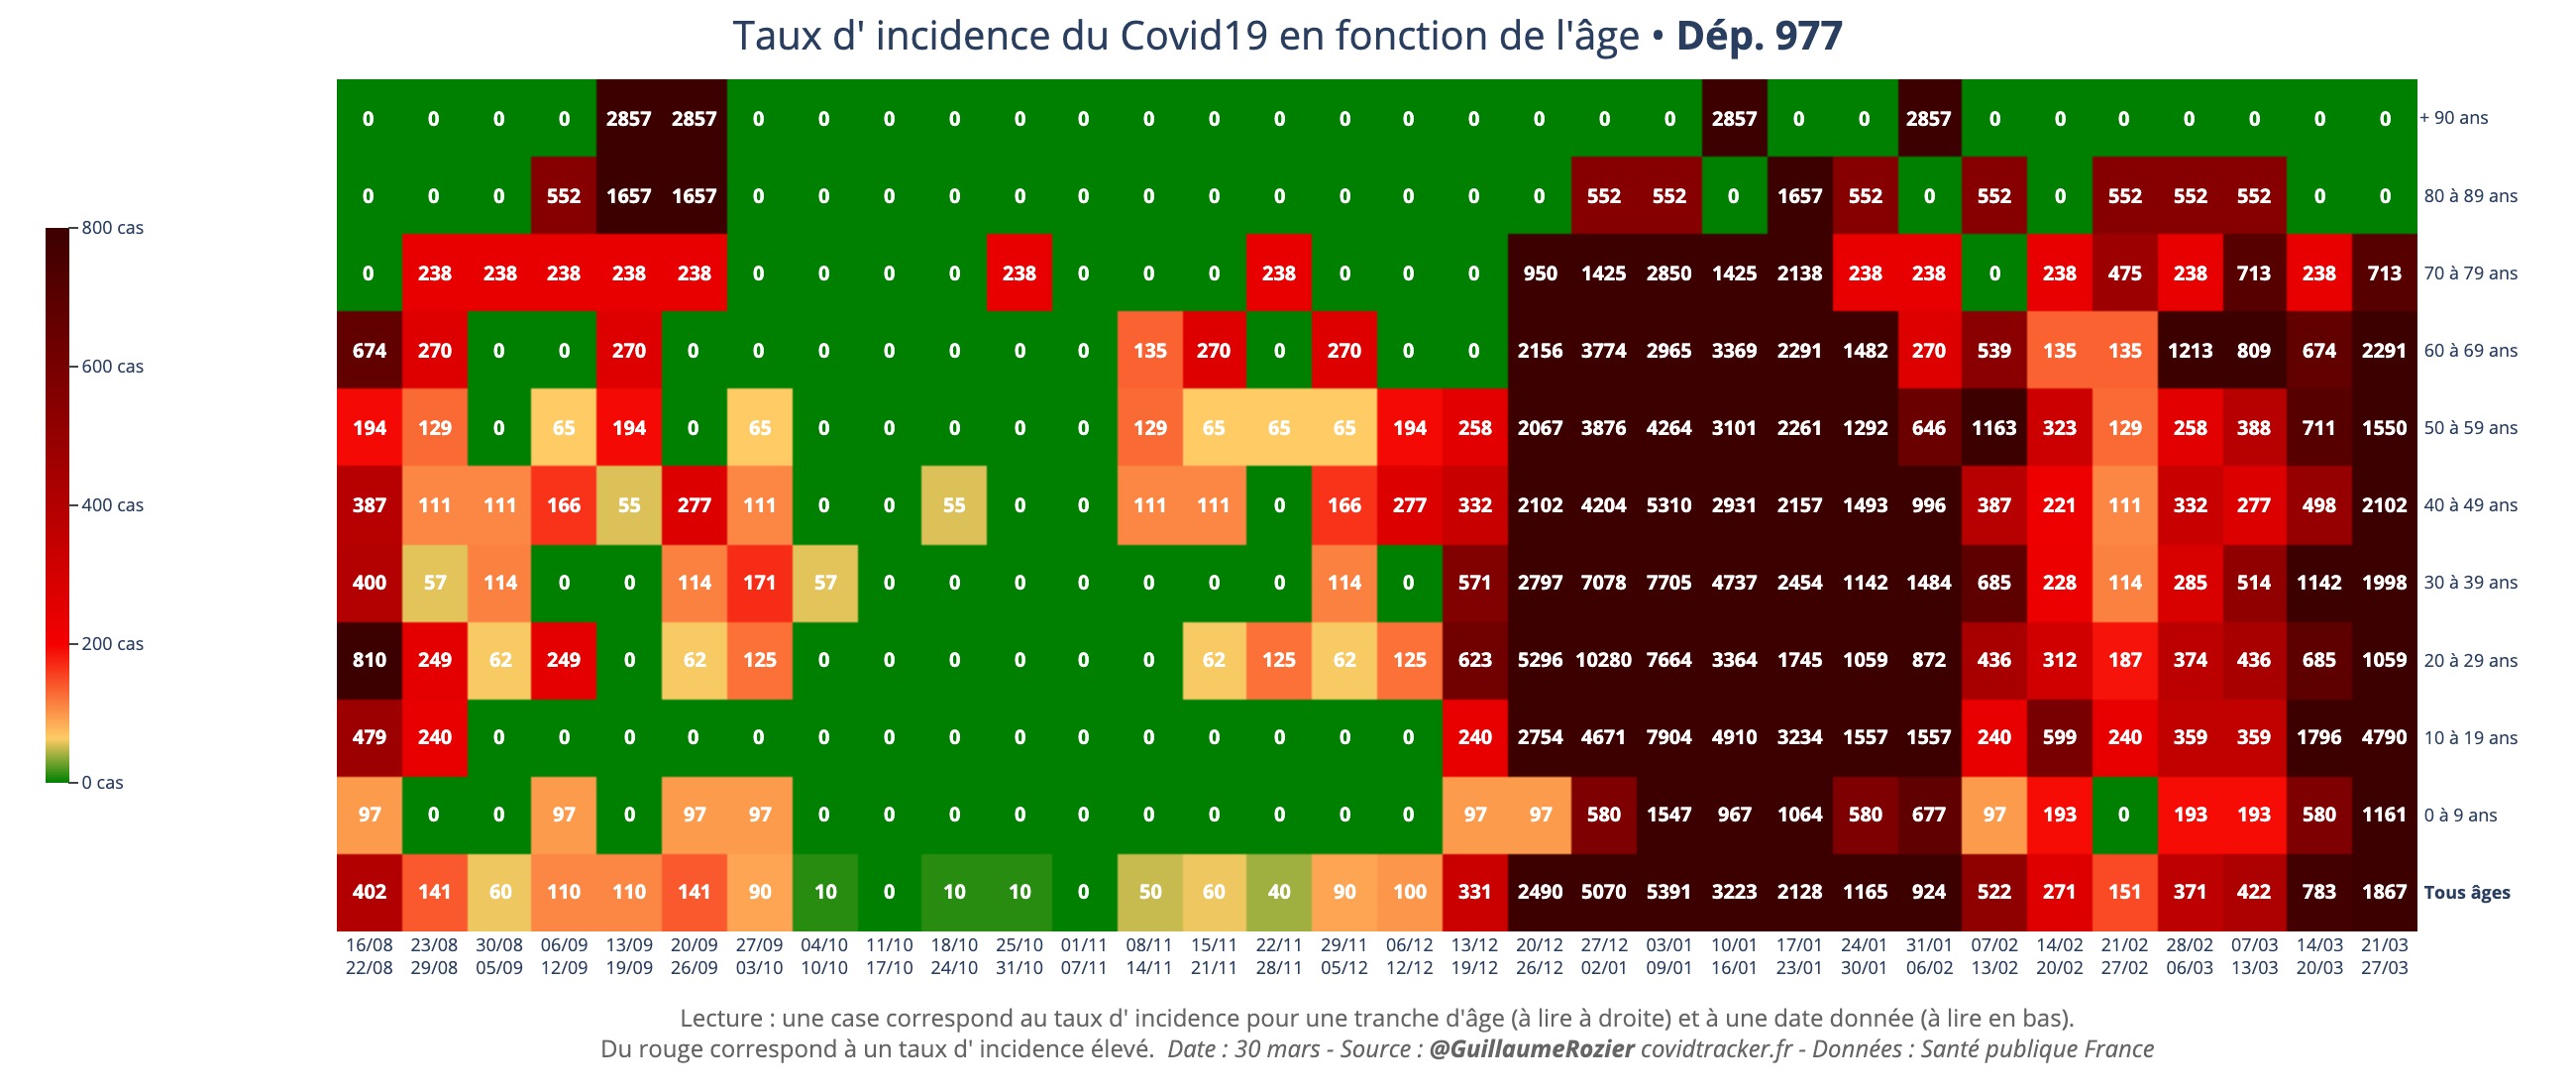 Taux d' incidence du Covid19 en fonction de l'âge • Dép. 977
0 0 0 0 2857 2857 0 0 0 0 0 0 0 0 0 0 0 0 0 0 0 2857 0 0 2857 0 0 0 0 0 0 0 + 90 ans
0 0 0 552 1657 1657 0 0 0 0 0 0 0 0 0 0 0 0 0 552 552 0 1657 552 0 552 0 552 552 552 0 0 80 à 89 ans
0 238 238 238 238 238 0 0 0 0 238 0 0 0 238 0 0 0 950 1425 2850 1425 2138 238 238 0 238 475 238 713 238 713 70 à 79 ans
674 270 0 0 270 0 0 0 0 0 0 0 135 270 0 270 0 0 2156 3774 2965 3369 2291 1482 270 539 135 135 1213 809 674 2291 60 à 69 ans
194 129 0 65 194 0 65 0 0 0 0 0 129 65 65 65 194 258 2067 3876 4264 3101 2261 1292 646 1163 323 129 258 388 711 1550 50 à 59 ans
387 111 111 166 55 277 111 0 0 55 0 0 111 111 0 166 277 332 2102 4204 5310 2931 2157 1493 996 387 221 111 332 277 498 2102 40 à 49 ans
400 57 114 0 0 114 171 57 0 0 0 0 0 0 0 114 0 571 2797 7078 7705 4737 2454 1142 1484 685 228 114 285 514 1142 1998 30 à 39 ans
810 249 62 249 0 62 125 0 0 0 0 0 0 62 125 62 125 623 5296 10280 7664 3364 1745 1059 872 436 312 187 374 436 685 1059 20 à 29 ans
479 240 0 0 0 0 0 0 0 0 0 0 0 0 0 0 0 240 2754 4671 7904 4910 3234 1557 1557 240 599 240 359 359 1796 4790 10 à 19 ans
97 0 0 97 0 97 97 0 0 0 0 0 0 0 0 0 0 97 97 580 1547 967 1064 580 677 97 193 0 193 193 580 1161 0 à 9 ans
402 141 60 110 110 141 90 10 0 10 10 0 50 60 40 90 100 331 2490 5070 5391 3223 2128 1165 924 522 271 151 371 422 783 1867 Tous âges
16/08 23/08 30/08 06/09 13/09 20/09 27/09 04/10 11/10 18/10 25/10 01/11 08/11 15/11 22/11 29/11 06/12 13/12 20/12 27/12 03/01 10/01 17/01 24/01 31/01 07/02 14/02 21/02 28/02 07/03 14/03 21/03
22/08 29/08 05/09 12/09 19/09 26/09 03/10 10/10 17/10 24/10 31/10 07/11 14/11 21/11 28/11 05/12 12/12 19/12 26/12 02/01 09/01 16/01 23/01 30/01 06/02 13/02 20/02 27/02 06/03 13/03 20/03 27/03
800 cas
600 cas
400 cas
200 cas
0 cas
Lecture : une case correspond au taux d' incidence pour une tranche d'âge (à lire à droite) et à une date donnée (à lire en bas).
Du rouge correspond à un taux d' incidence élevé. Date : 30 mars - Source : @GuillaumeRozier covidtracker.fr - Données : Santé publique France